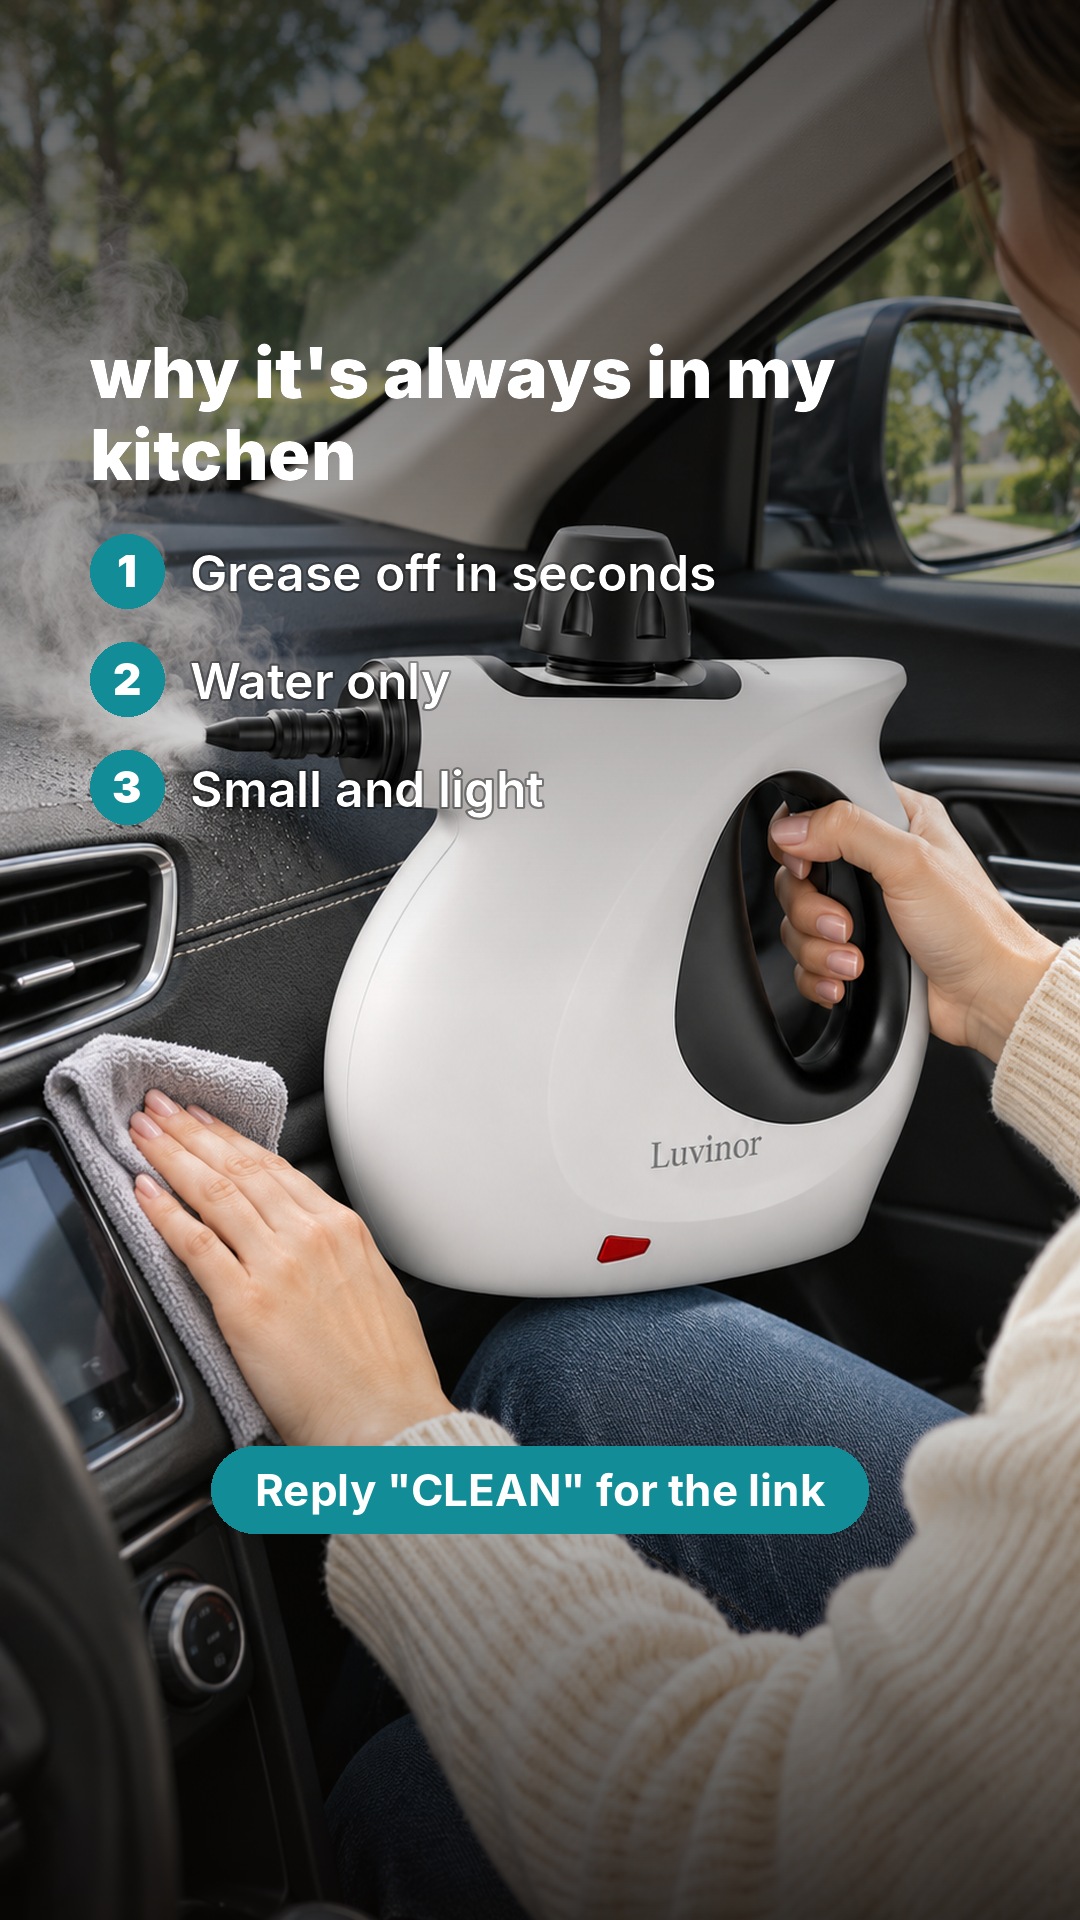 why it's always in my
kitchen
1 Grease off in seconds
2 Water only
3 Small and light
Luvinor
Reply "CLEAN" for the link